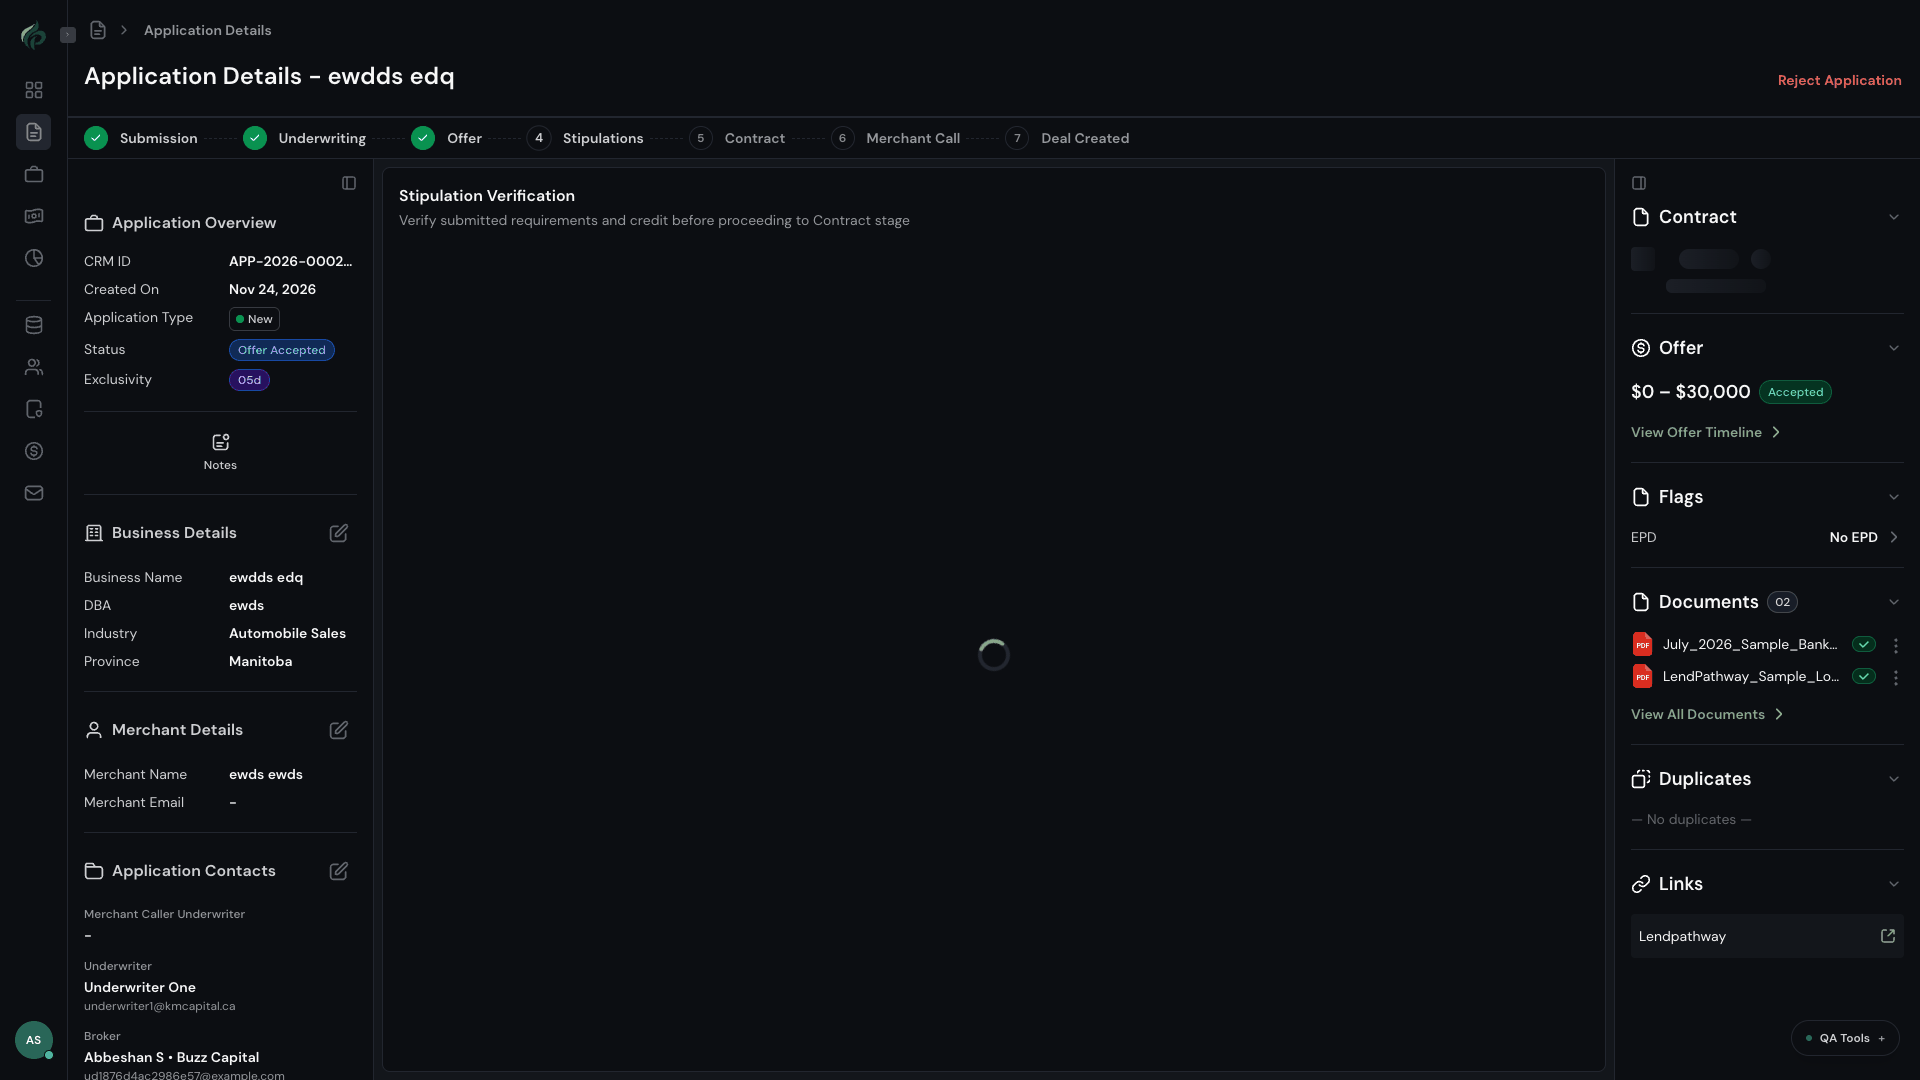 Application Details
Application Details - ewdds edq
Reject Application
Submission
Underwriting
Offer
4 Stipulations
5 Contract
6 Merchant Call
7 Deal Created
Application Overview
CRM ID APP-2026-0002...
Created On Nov 24, 2026
Application Type New
Status Offer Accepted
Exclusivity 05d
Notes
Business Details
Business Name ewdds edq
DBA ewds
Industry Automobile Sales
Province Manitoba
Merchant Details
Merchant Name ewds ewds
Merchant Email -
Application Contacts
Merchant Caller Underwriter
-
Underwriter
Underwriter One
underwriter1@kmcapital.ca
Broker
Abbeshan S • Buzz Capital
ud1876d4ac2986e57@example.com
AS
Stipulation Verification
Verify submitted requirements and credit before proceeding to Contract stage
Contract
Offer
$0 – $30,000 Accepted
View Offer Timeline
Flags
EPD No EPD
Documents 02
PDF July_2026_Sample_Bank...
PDF LendPathway_Sample_Lo...
View All Documents
Duplicates
— No duplicates —
Links
Lendpathway
QA Tools +